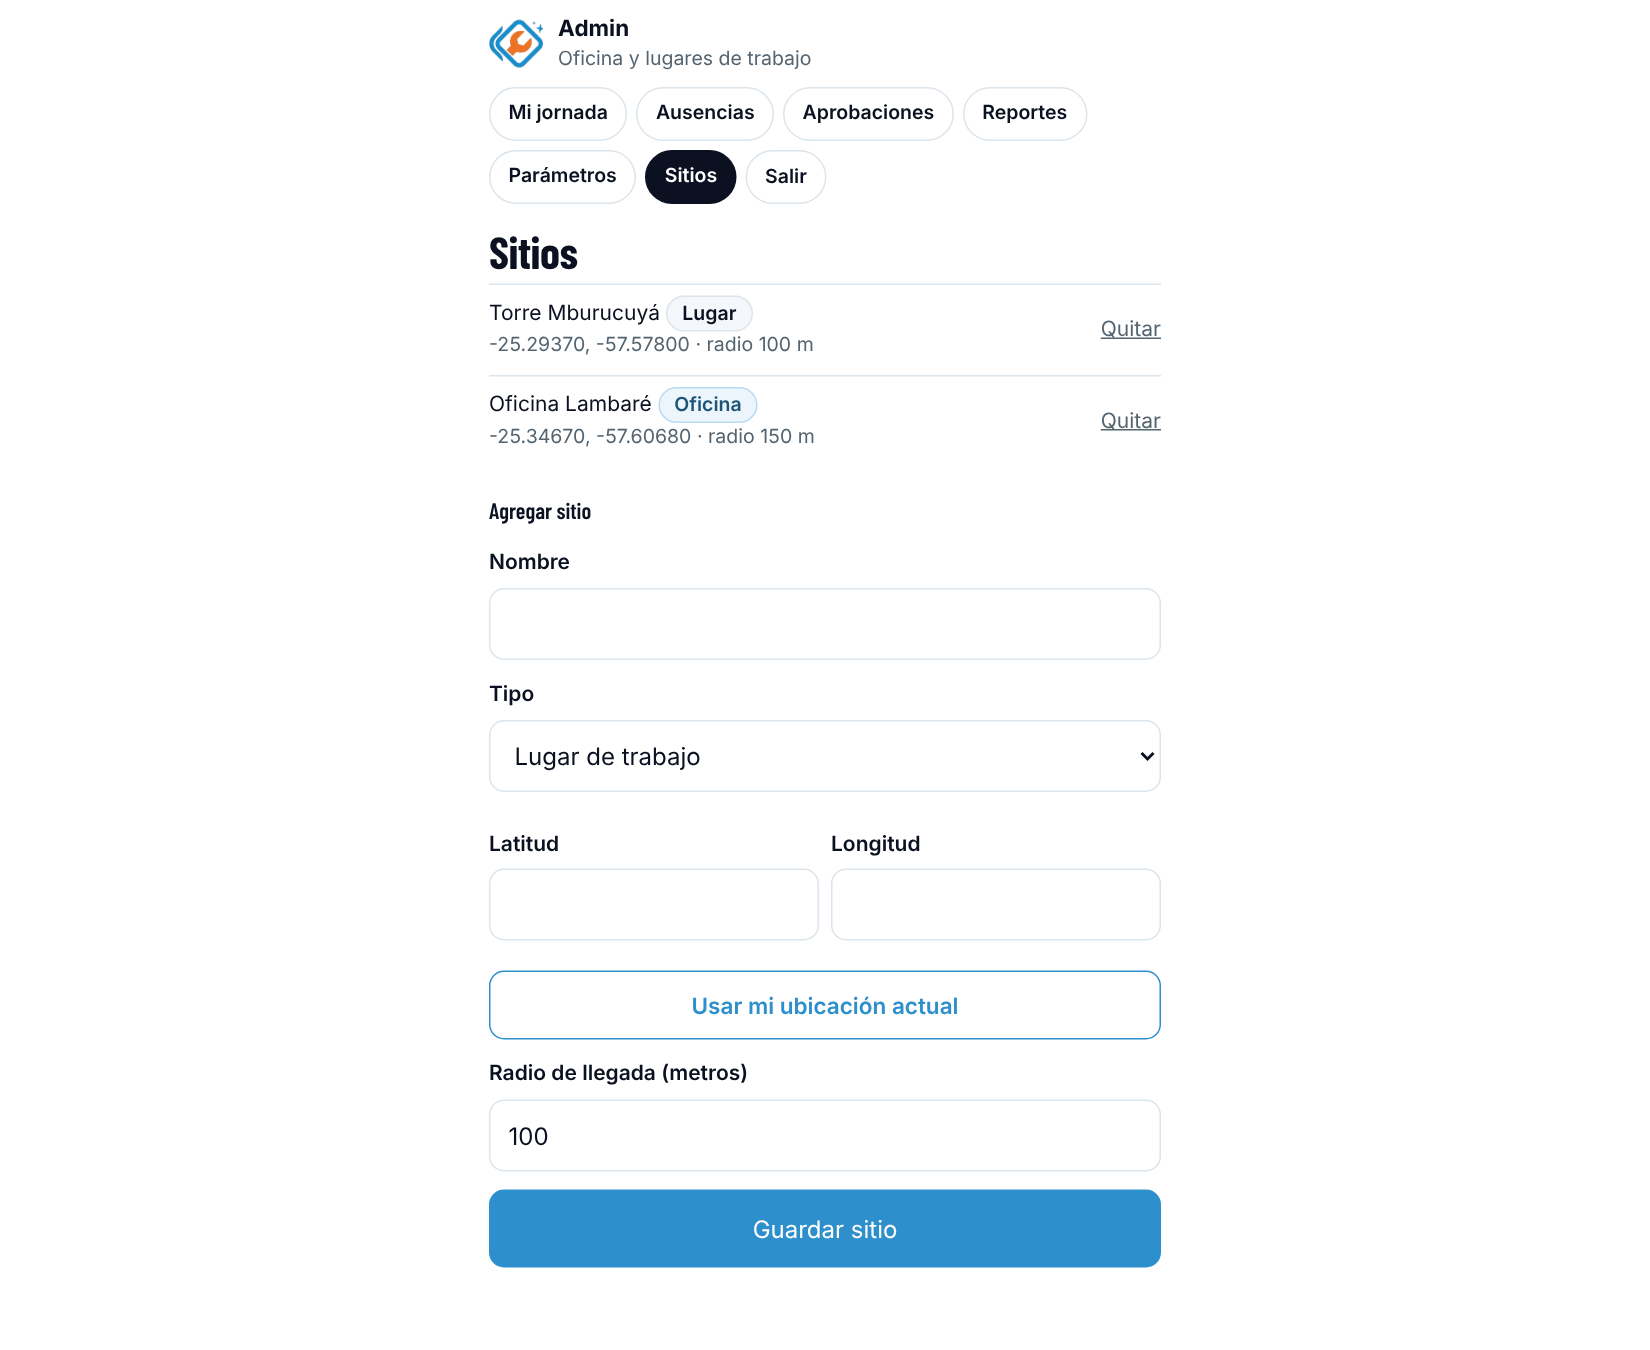 Admin
Oficina y lugares de trabajo
Mi jornada Ausencias Aprobaciones Reportes
Parámetros Sitios Salir
Sitios
Torre Mburucuyá Lugar
-25.29370, -57.57800 · radio 100 m
Quitar
Oficina Lambaré Oficina
-25.34670, -57.60680 · radio 150 m
Quitar
Agregar sitio
Nombre
Tipo
Lugar de trabajo
Latitud Longitud
Usar mi ubicación actual
Radio de llegada (metros)
100
Guardar sitio